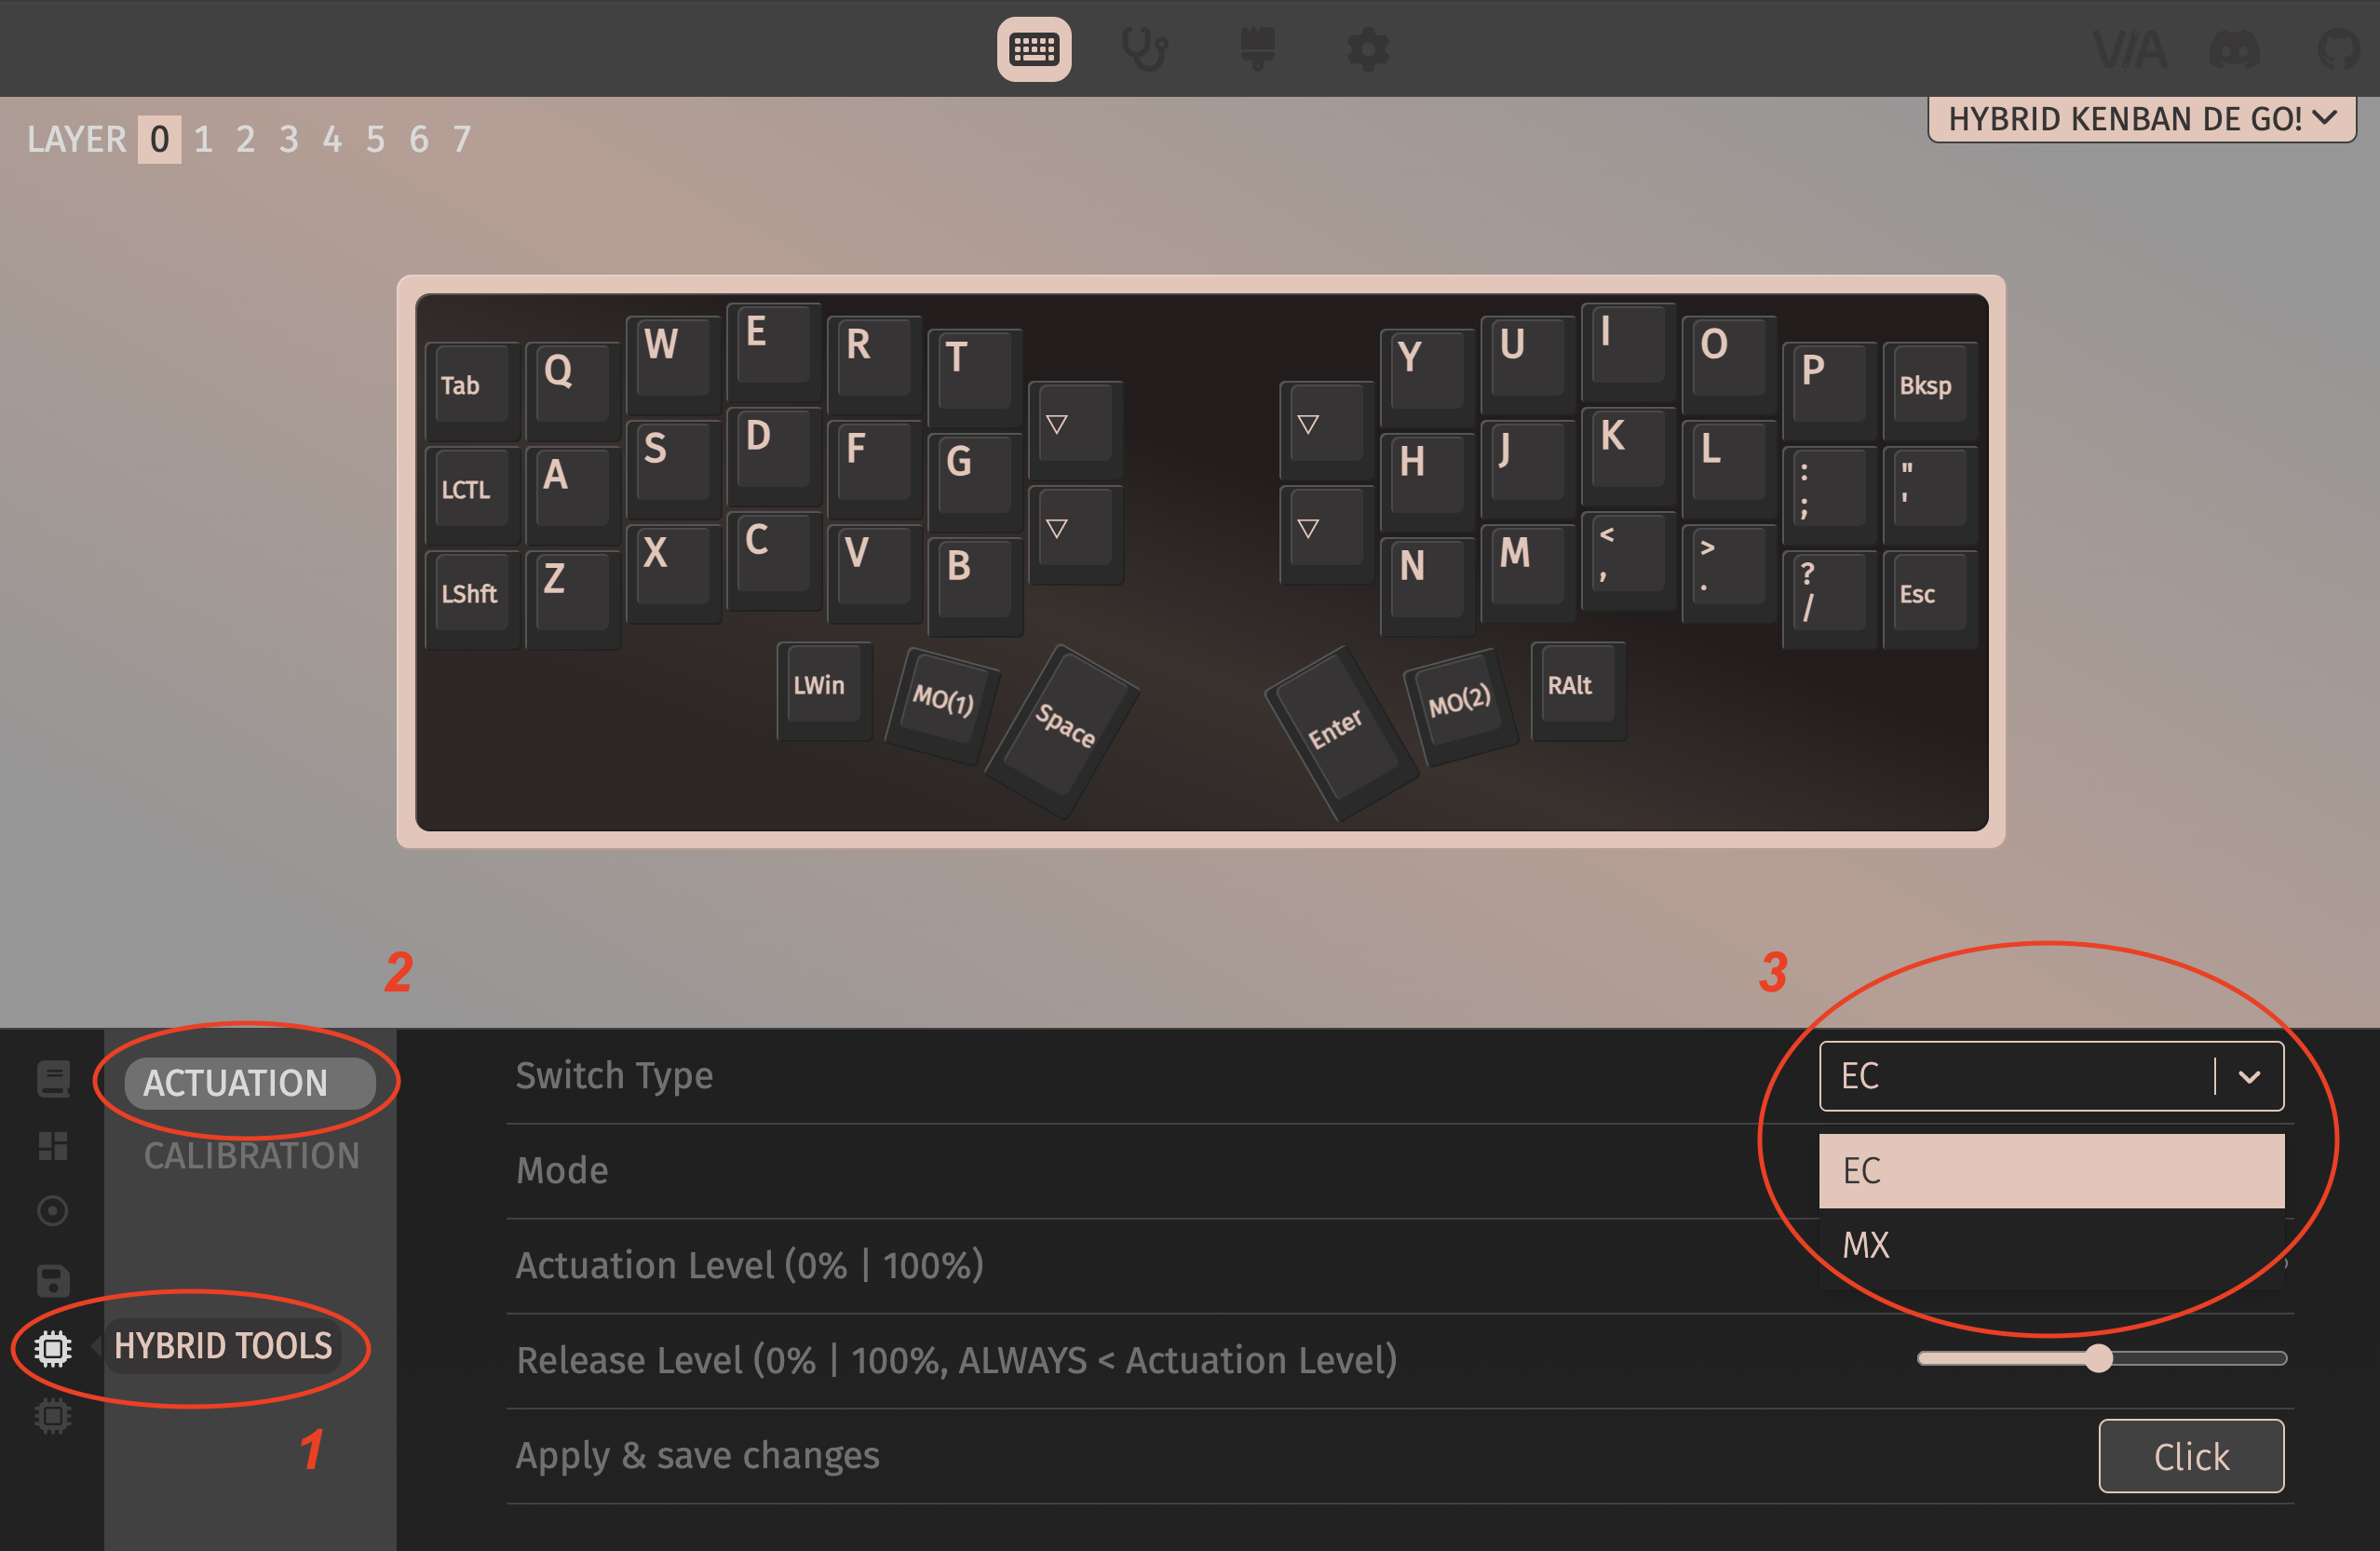 VIA
LAYER 0 1 2 3 4 5 6 7
HYBRID KENBAN DE GO!
Tab Q W E R T ▽ ▽ Y U I O P Bksp
LCTL A S D F G ▽ ▽ H J K L : ; " '
LShft Z X C V B N M < , > . ? / Esc
LWin MO(1) Space Enter MO(2) RAlt
2
3
ACTUATION
CALIBRATION
HYBRID TOOLS
1
Switch Type
EC
EC
MX
Mode
Actuation Level (0% | 100%)
Release Level (0% | 100%, ALWAYS < Actuation Level)
Apply & save changes
Click